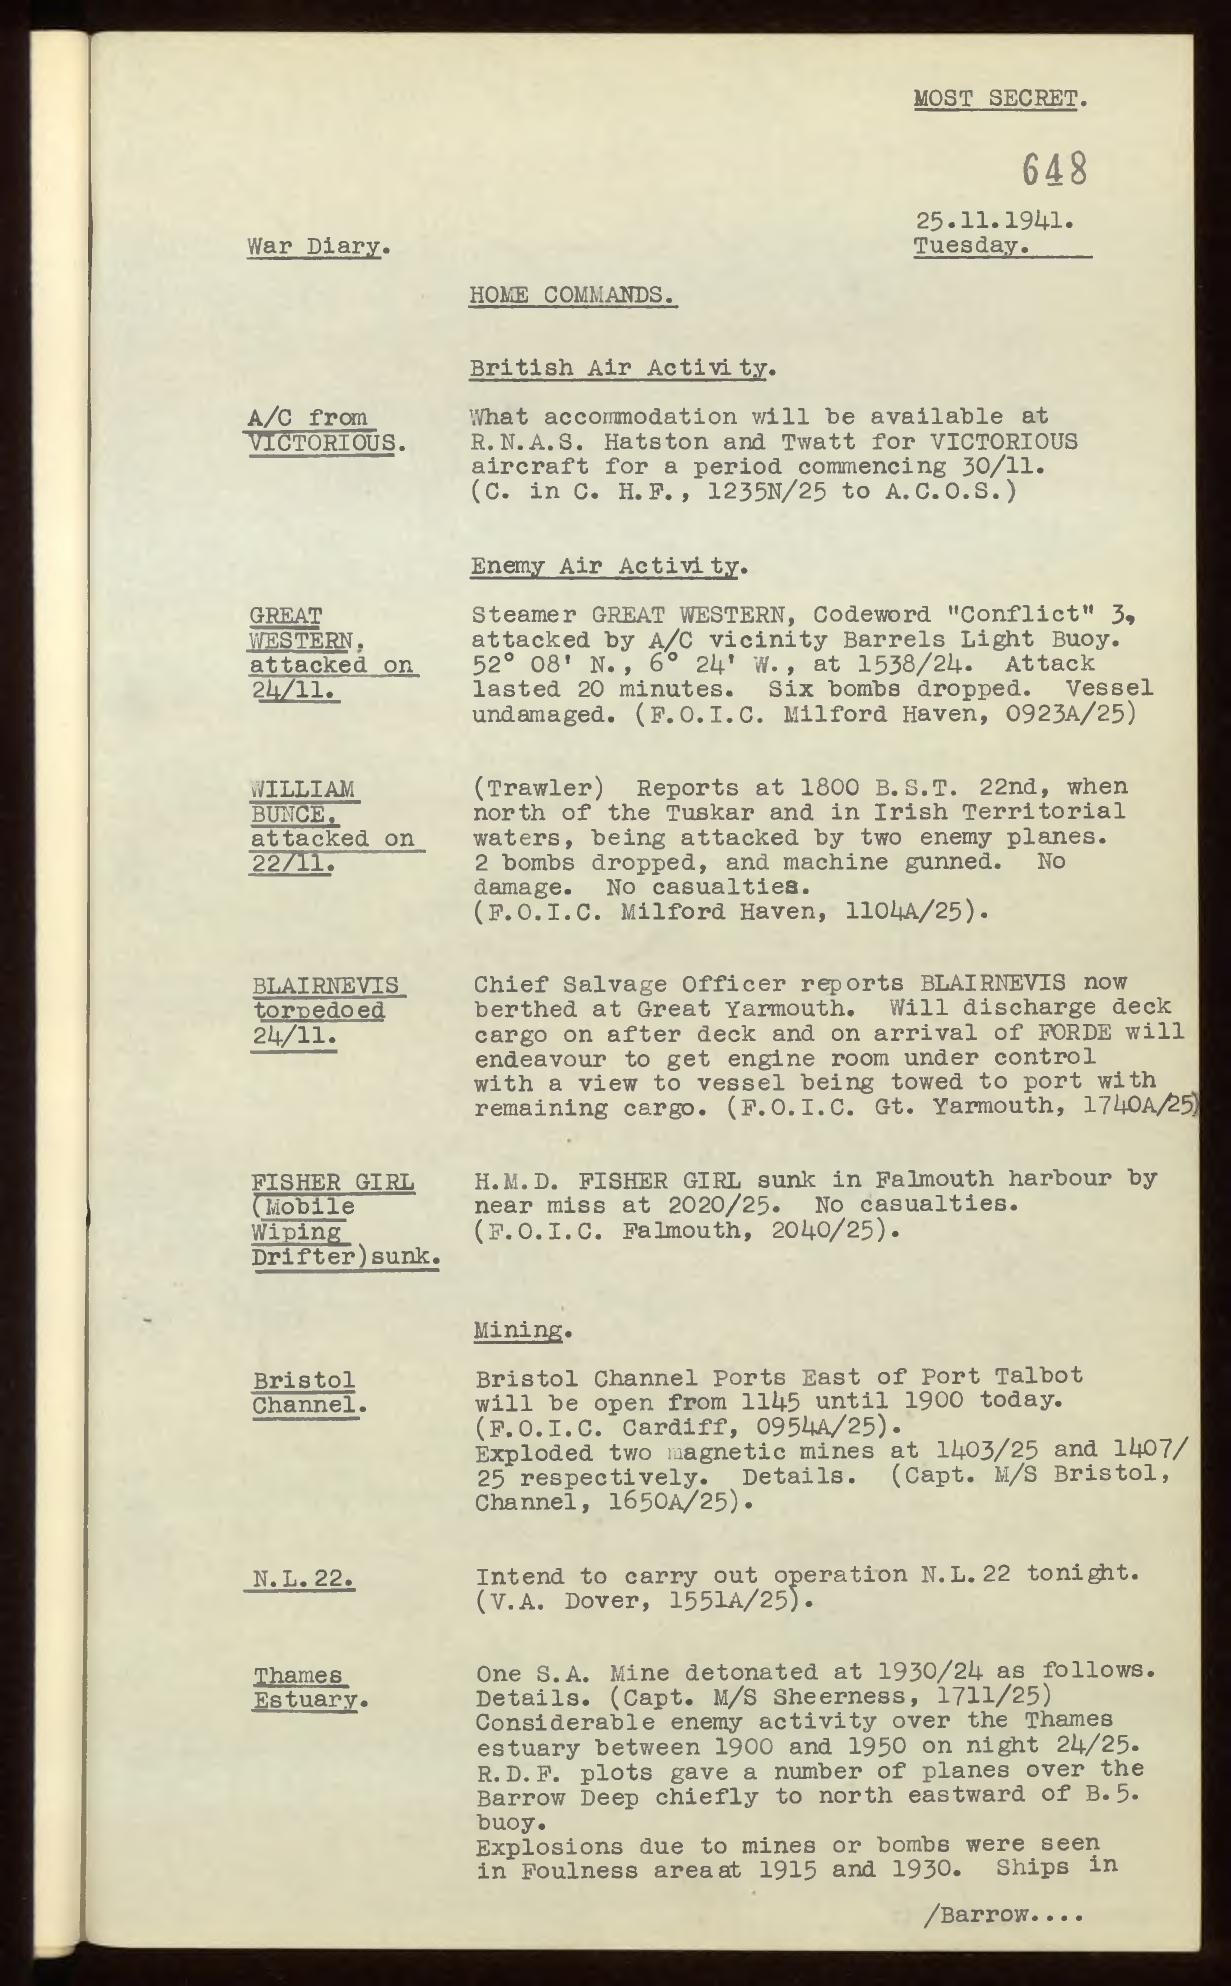 MOST SECRET.
648
25.11.1941.
War Diary.
Tuesday.
HOME COMMANDS.
British Air Activity.
A/C from
VICTORIOUS.
What accommodation will be available at
R.N.A.S. Hatston and Twatt for VICTORIOUS
aircraft for a period commencing 30/11.
(C. in C. H.F., 1235N/25 to A.C.O.S.)
Enemy Air Activity.
GREAT
WESTERN,
attacked on
24/11.
Steamer GREAT WESTERN, Codeword "Conflict" 3,
attacked by A/C vicinity Barrels Light Buoy.
52° 08' N., 6° 24' W., at 1538/24. Attack
lasted 20 minutes. Six bombs dropped. Vessel
undamaged. (F.O.I.C. Milford Haven, 0923A/25)
WILLIAM
BUNCE,
attacked on
22/11.
(Trawler) Reports at 1800 B.S.T. 22nd, when
north of the Tuskar and in Irish Territorial
waters, being attacked by two enemy planes.
2 bombs dropped, and machine gunned. No
damage. No casualties.
(F.O.I.C. Milford Haven, 1104A/25).
BLAIRNEVIS
torpedoed
24/11.
Chief Salvage Officer reports BLAIRNEVIS now
berthed at Great Yarmouth. Will discharge deck
cargo on after deck and on arrival of FORDE will
endeavour to get engine room under control
with a view to vessel being towed to port with
remaining cargo. (F.O.I.C. Gt. Yarmouth, 1740A/25)
FISHER GIRL
(Mobile
Wiping
Drifter)sunk.
H.M.D. FISHER GIRL sunk in Falmouth harbour by
near miss at 2020/25. No casualties.
(F.O.I.C. Falmouth, 2040/25).
Mining.
Bristol
Channel.
Bristol Channel Ports East of Port Talbot
will be open from 1145 until 1900 today.
(F.O.I.C. Cardiff, 0954A/25).
Exploded two magnetic mines at 1403/25 and 1407/
25 respectively. Details. (Capt. M/S Bristol,
Channel, 1650A/25).
N.L.22.
Intend to carry out operation N.L.22 tonight.
(V.A. Dover, 1551A/25).
Thames
Estuary.
One S.A. Mine detonated at 1930/24 as follows.
Details. (Capt. M/S Sheerness, 1711/25)
Considerable enemy activity over the Thames
estuary between 1900 and 1950 on night 24/25.
R.D.F. plots gave a number of planes over the
Barrow Deep chiefly to north eastward of B.5.
buoy.
Explosions due to mines or bombs were seen
in Foulness areaat 1915 and 1930. Ships in
/Barrow....